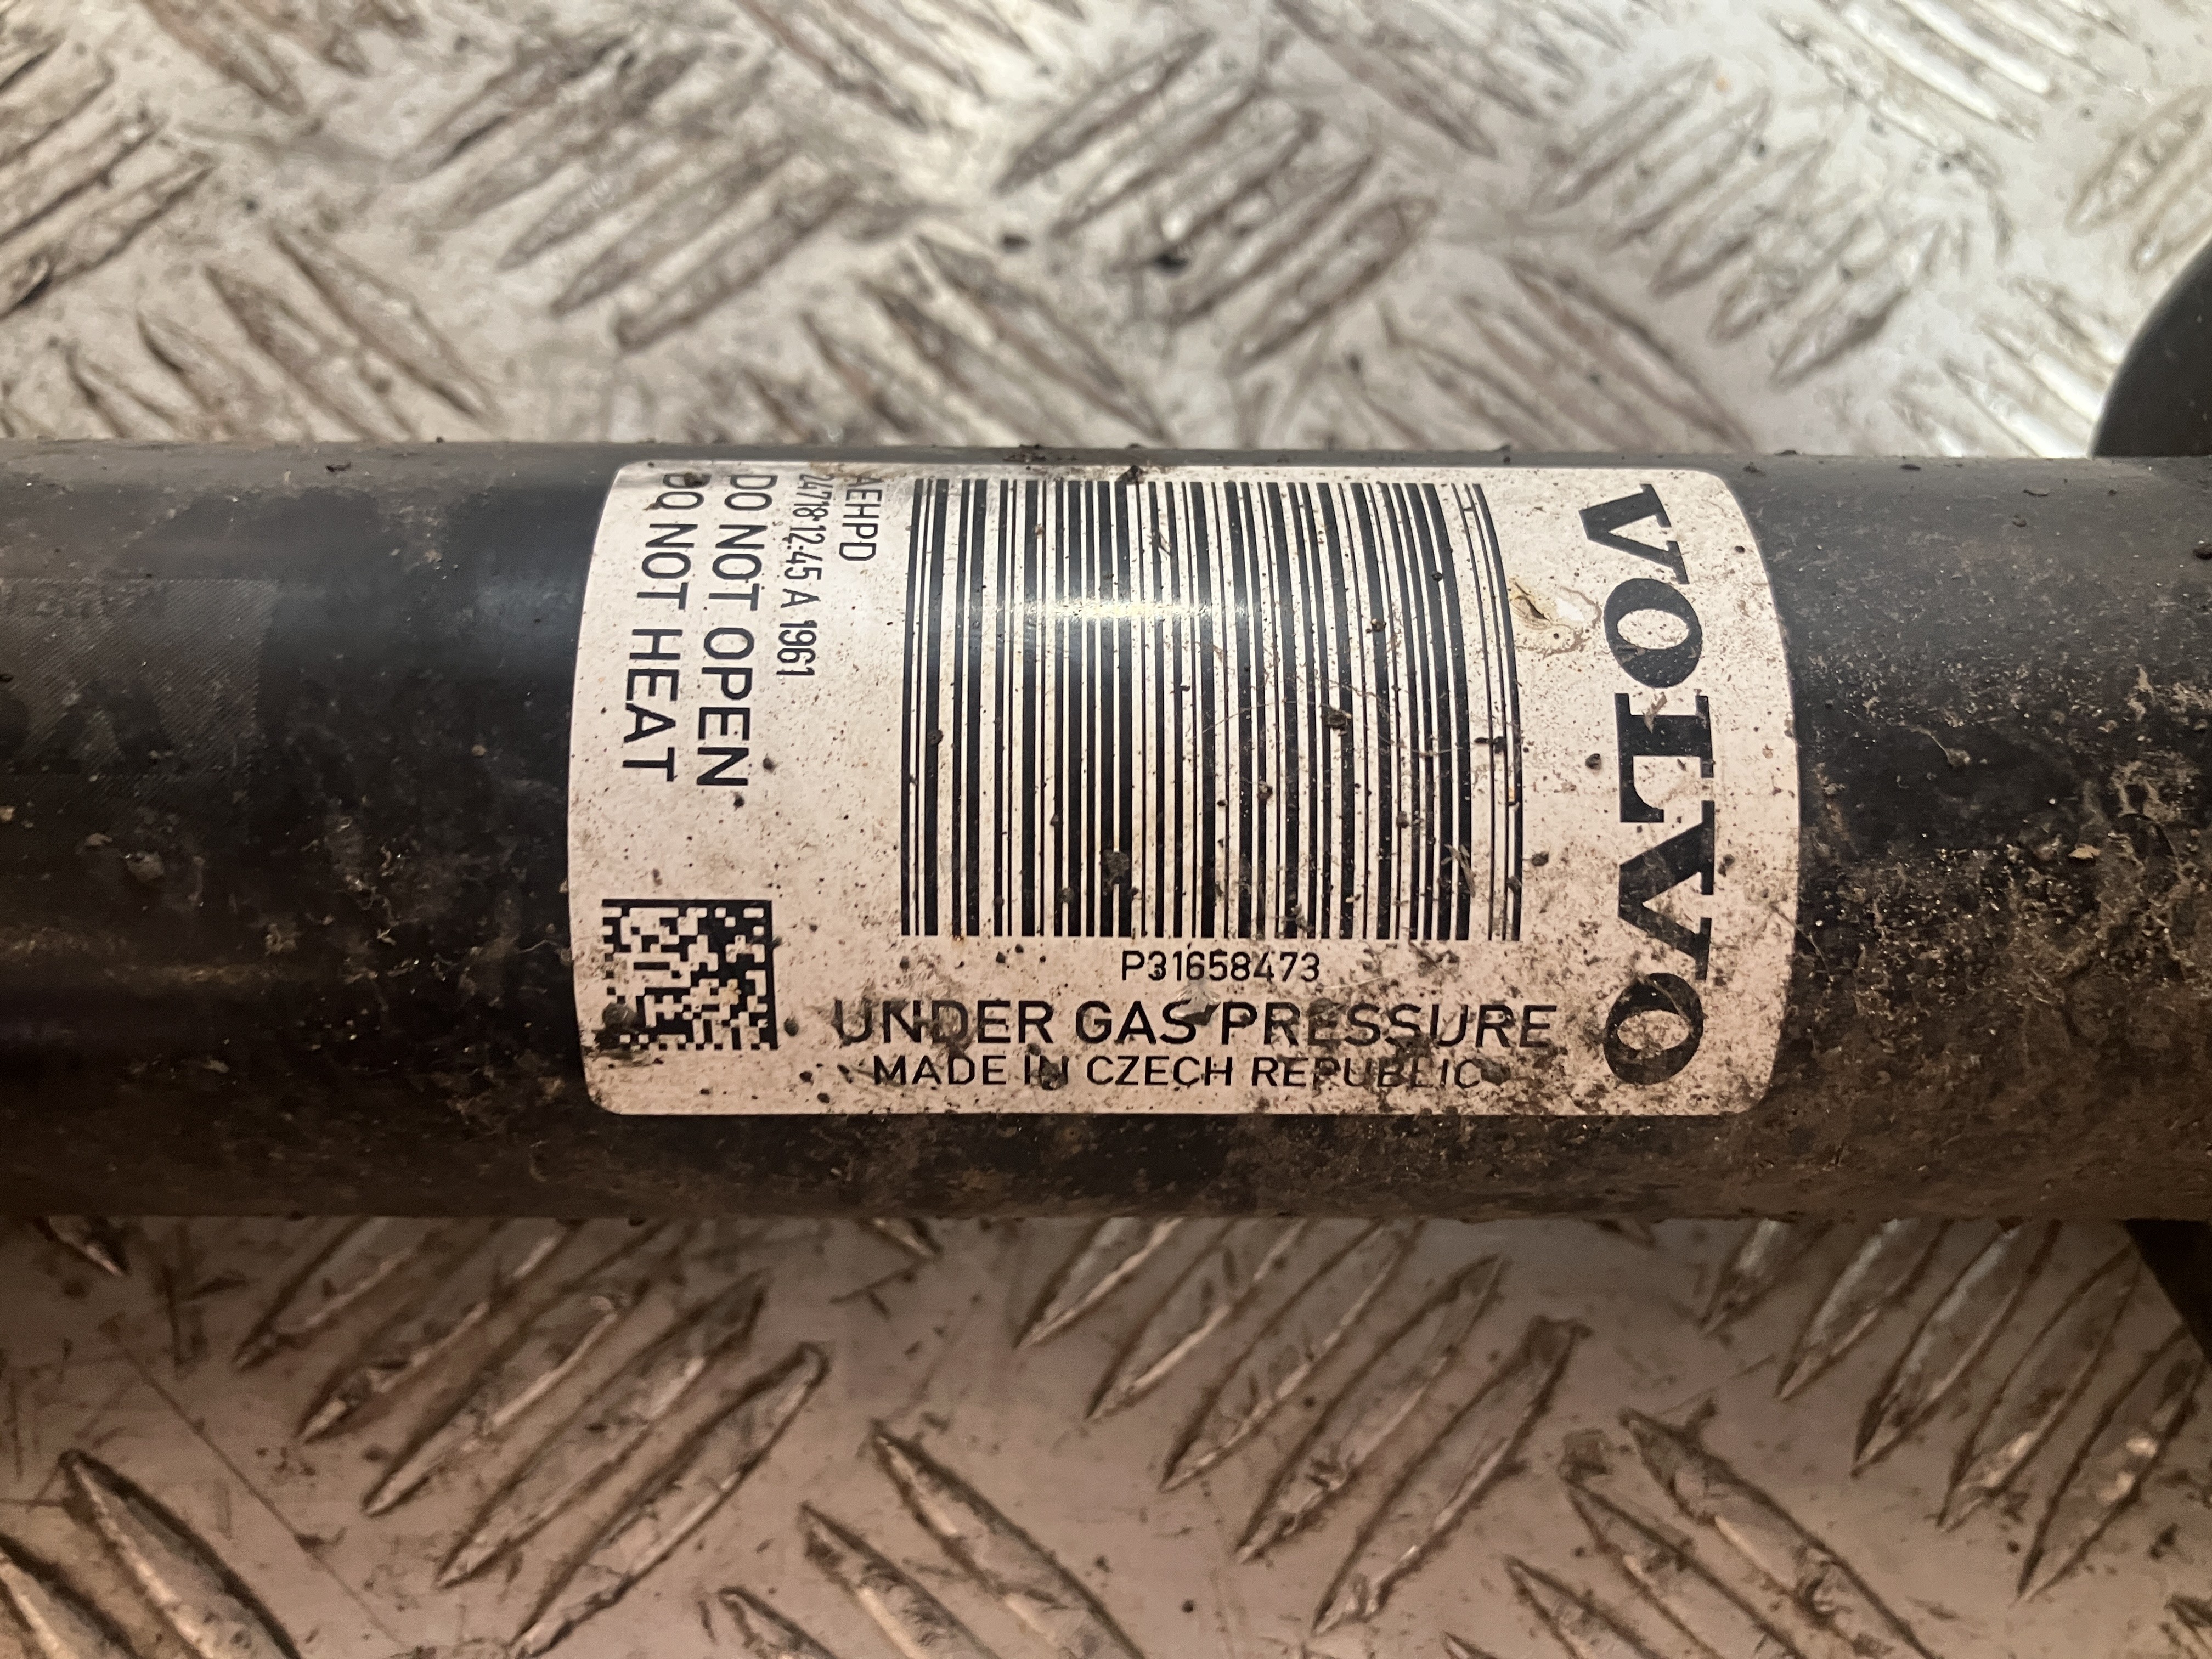 VOLVO
P31658473
UNDER GAS PRESSURE
MADE IN CZECH REPUBLIC
AEHPD
24718 12:45 A 1961
DO NOT OPEN
DO NOT HEAT